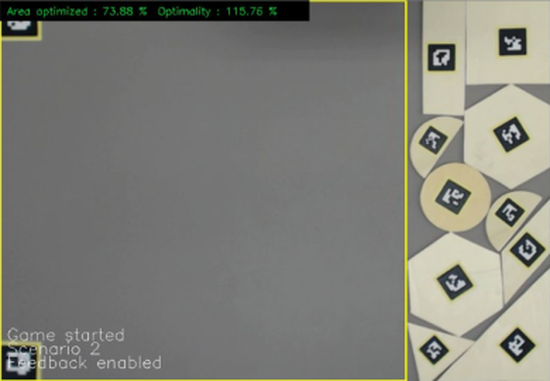 Area optimized : 73.88 % Optimality : 115.76 %
Game started
Scenario 2
Feedback enabled